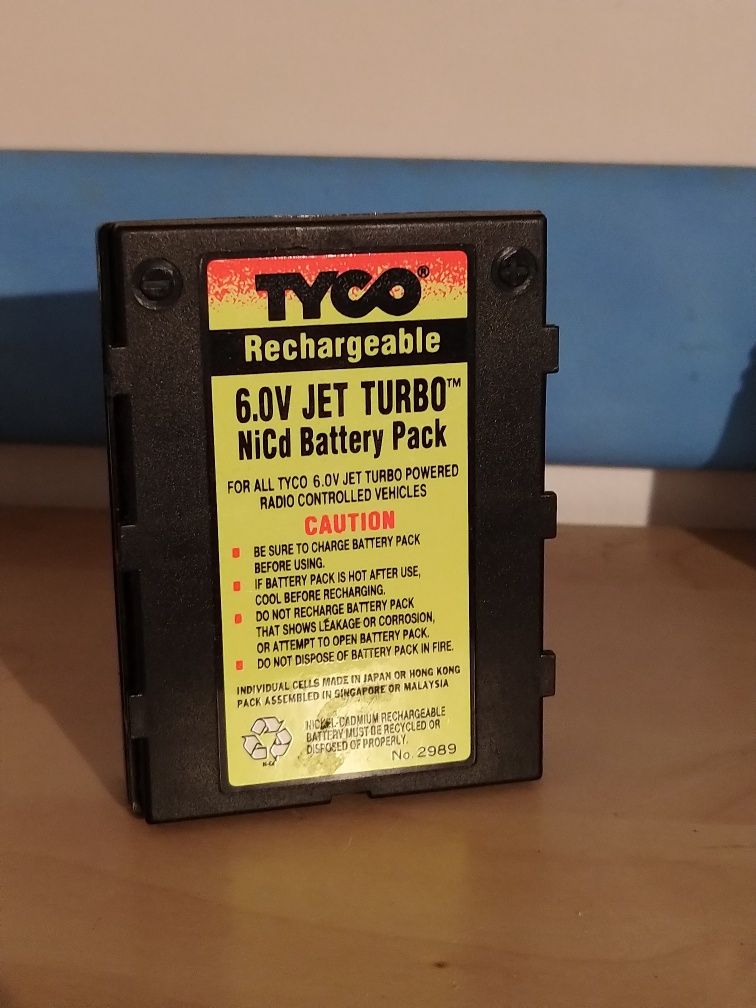 TYCO®
Rechargeable
6.0V JET TURBO™
NiCd Battery Pack
FOR ALL TYCO 6.0V JET TURBO POWERED
RADIO CONTROLLED VEHICLES
CAUTION
BE SURE TO CHARGE BATTERY PACK
BEFORE USING.
IF BATTERY PACK IS HOT AFTER USE,
COOL BEFORE RECHARGING.
DO NOT RECHARGE BATTERY PACK
THAT SHOWS LEAKAGE OR CORROSION,
OR ATTEMPT TO OPEN BATTERY PACK.
DO NOT DISPOSE OF BATTERY PACK IN FIRE.
INDIVIDUAL CELLS MADE IN JAPAN OR HONG KONG
PACK ASSEMBLED IN SINGAPORE OR MALAYSIA
NICKEL-CADMIUM RECHARGEABLE
BATTERY MUST BE RECYCLED OR
DISPOSED OF PROPERLY.
No. 2989